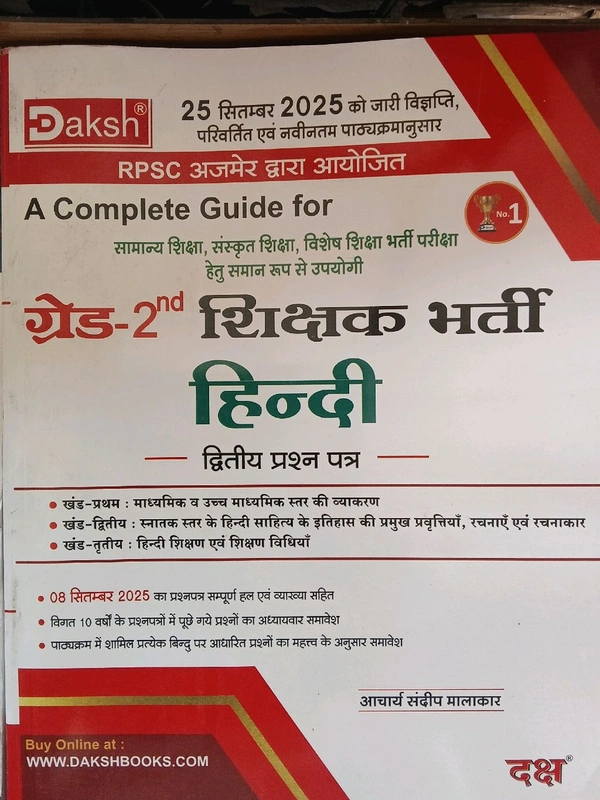 Daksh®
25 सितम्बर 2025 को जारी विज्ञप्ति,
परिवर्तित एवं नवीनतम पाठ्यक्रमानुसार
RPSC अजमेर द्वारा आयोजित
A Complete Guide for
No. 1
सामान्य शिक्षा, संस्कृत शिक्षा, विशेष शिक्षा भर्ती परीक्षा
हेतु समान रूप से उपयोगी
ग्रेड-2nd शिक्षक भर्ती
हिन्दी
द्वितीय प्रश्न पत्र
• खंड-प्रथम : माध्यमिक व उच्च माध्यमिक स्तर की व्याकरण
• खंड-द्वितीय : स्नातक स्तर के हिन्दी साहित्य के इतिहास की प्रमुख प्रवृत्तियाँ, रचनाएँ एवं रचनाकार
• खंड-तृतीय : हिन्दी शिक्षण एवं शिक्षण विधियाँ
• 08 सितम्बर 2025 का प्रश्नपत्र सम्पूर्ण हल एवं व्याख्या सहित
• विगत 10 वर्षों के प्रश्नपत्रों में पूछे गये प्रश्नों का अध्यायवार समावेश
• पाठ्यक्रम में शामिल प्रत्येक बिन्दु पर आधारित प्रश्नों का महत्त्व के अनुसार समावेश
आचार्य संदीप मालाकार
Buy Online at :
WWW.DAKSHBOOKS.COM
दक्ष®